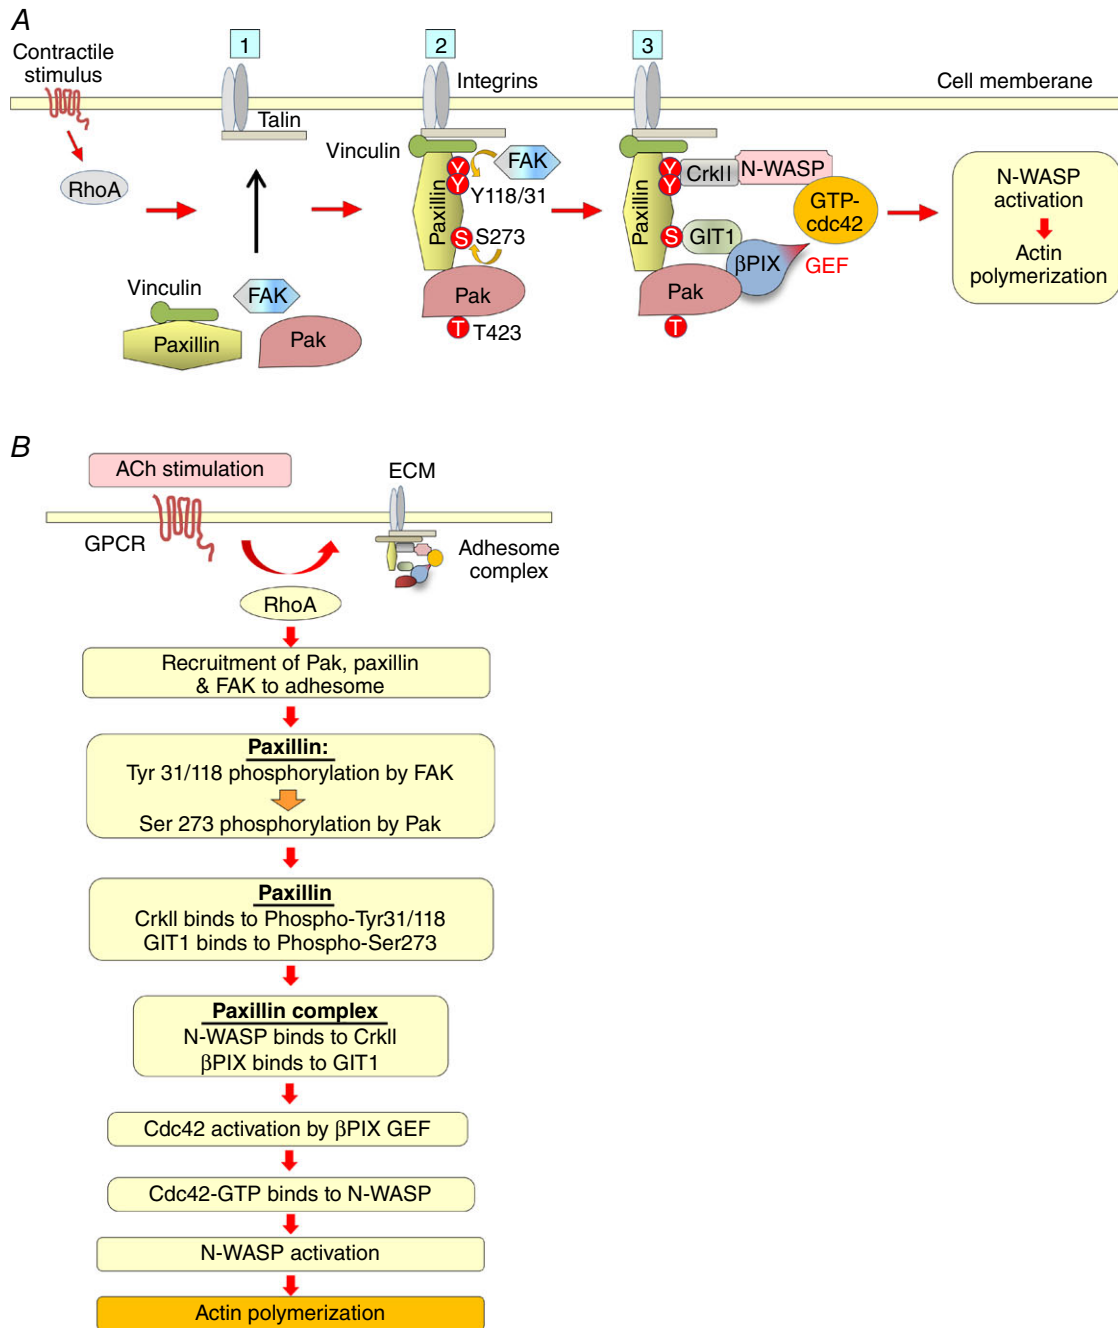 A
Contractile
stimulus
RhoA
1
Talin
Vinculin
FAK
Paxillin
Pak
2
Integrins
Vinculin
Paxillin
Y
Y
FAK
Y118/31
S
S273
Pak
T
T423
3
Cell memberane
Paxillin
Y
Y
CrkII
N-WASP
GTP-
cdc42
S
GIT1
βPIX
GEF
Pak
T
N-WASP
activation
Actin
polymerization
B
ACh stimulation
GPCR
ECM
Adhesome
complex
RhoA
Recruitment of Pak, paxillin
& FAK to adhesome
Paxillin:
Tyr 31/118 phosphorylation by FAK
Ser 273 phosphorylation by Pak
Paxillin
CrkII binds to Phospho-Tyr31/118
GIT1 binds to Phospho-Ser273
Paxillin complex
N-WASP binds to CrkII
βPIX binds to GIT1
Cdc42 activation by βPIX GEF
Cdc42-GTP binds to N-WASP
N-WASP activation
Actin polymerization